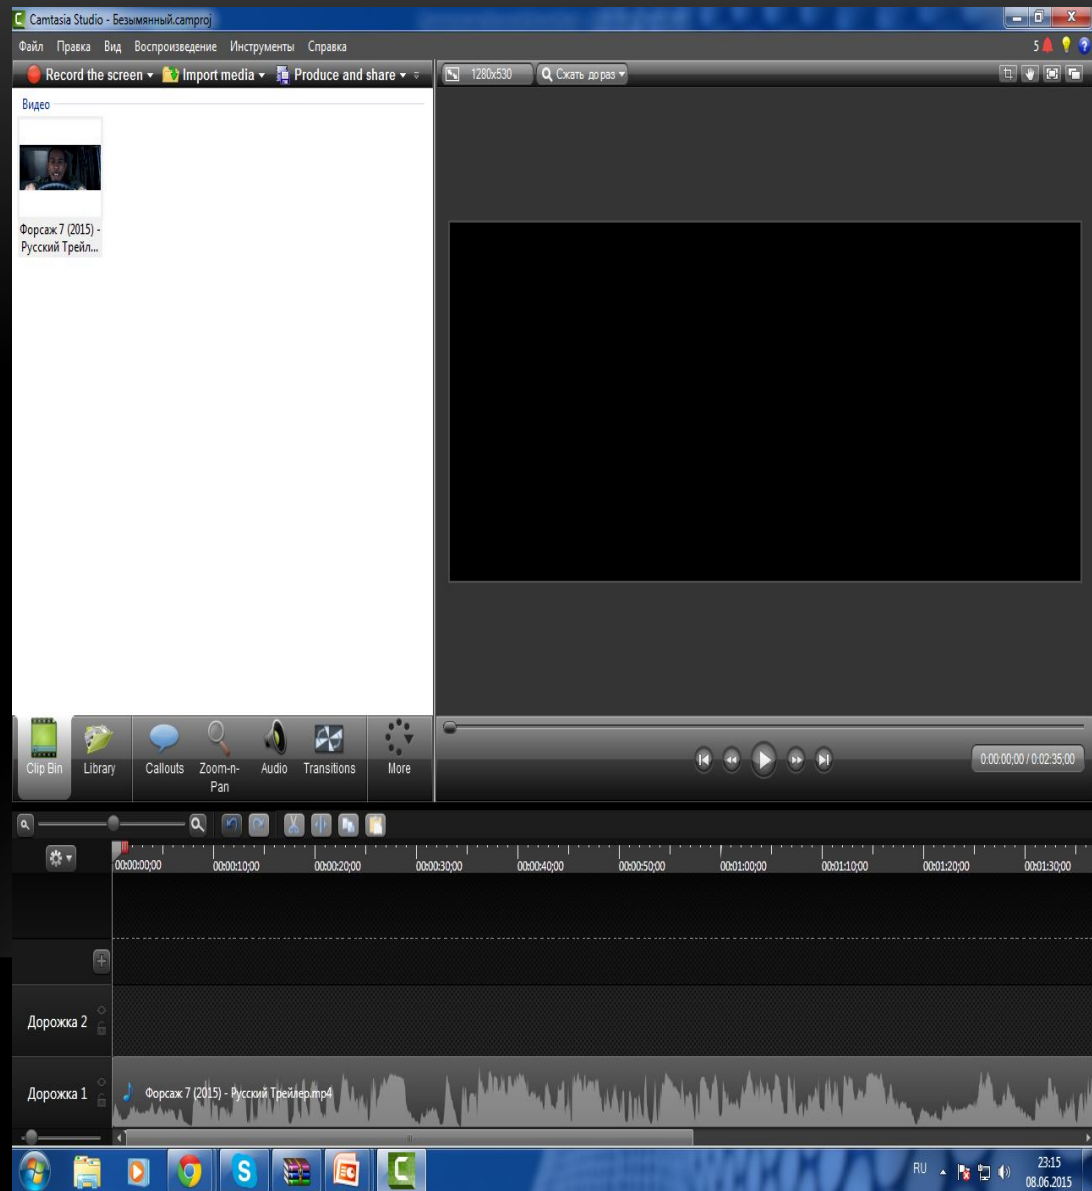 Camtasia Studio - Безымянный.camproj
Файл Правка Вид Воспроизведение Инструменты Справка
5
Record the screen Import media Produce and share
1280x530 Сжать до раз
Видео
Форсаж 7 (2015) -
Русский Трейл...
Clip Bin Library Callouts Zoom-n-Pan Audio Transitions More
0:00:00;00 / 0:02:35;00
00:00:00;00 00:00:10;00 00:00:20;00 00:00:30;00 00:00:40;00 00:00:50;00 00:01:00;00 00:01:10;00 00:01:20;00 00:01:30;00
Дорожка 2
Дорожка 1
Форсаж 7 (2015) - Русский Трейлер.mp4
RU
23:15
08.06.2015